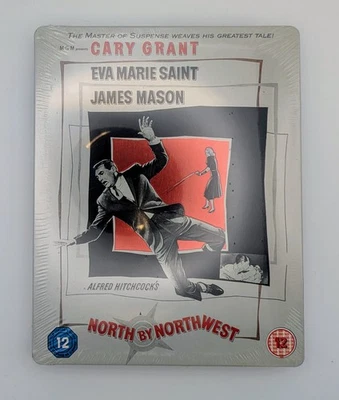 THE MASTER OF SUSPENSE WEAVES HIS GREATEST TALE!
M-G-M presents
CARY GRANT
EVA MARIE SAINT
JAMES MASON
ALFRED HITCHCOCK'S
NORTH BY NORTHWEST
12
12